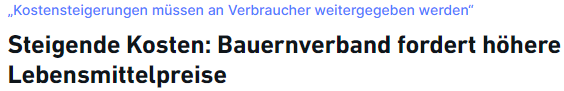 „Kostensteigerungen müssen an Verbraucher weitergegeben werden“
Steigende Kosten: Bauernverband fordert höhere
Lebensmittelpreise